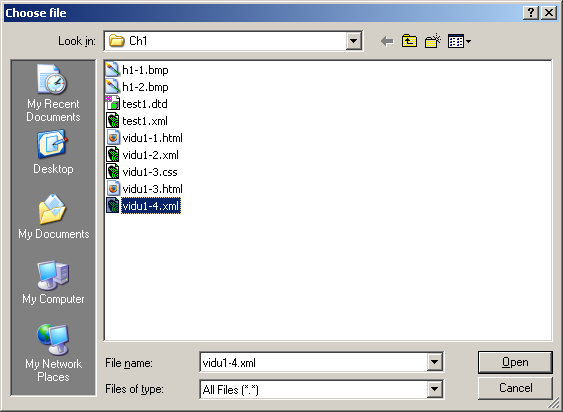 Choose file
Look in:
Ch1
My Recent
Documents
Desktop
My Documents
My Computer
My Network
Places
h1-1.bmp
h1-2.bmp
test1.dtd
test1.xml
vidu1-1.html
vidu1-2.xml
vidu1-3.css
vidu1-3.html
vidu1-4.xml
File name:
vidu1-4.xml
Open
Files of type:
All Files (*.*)
Cancel